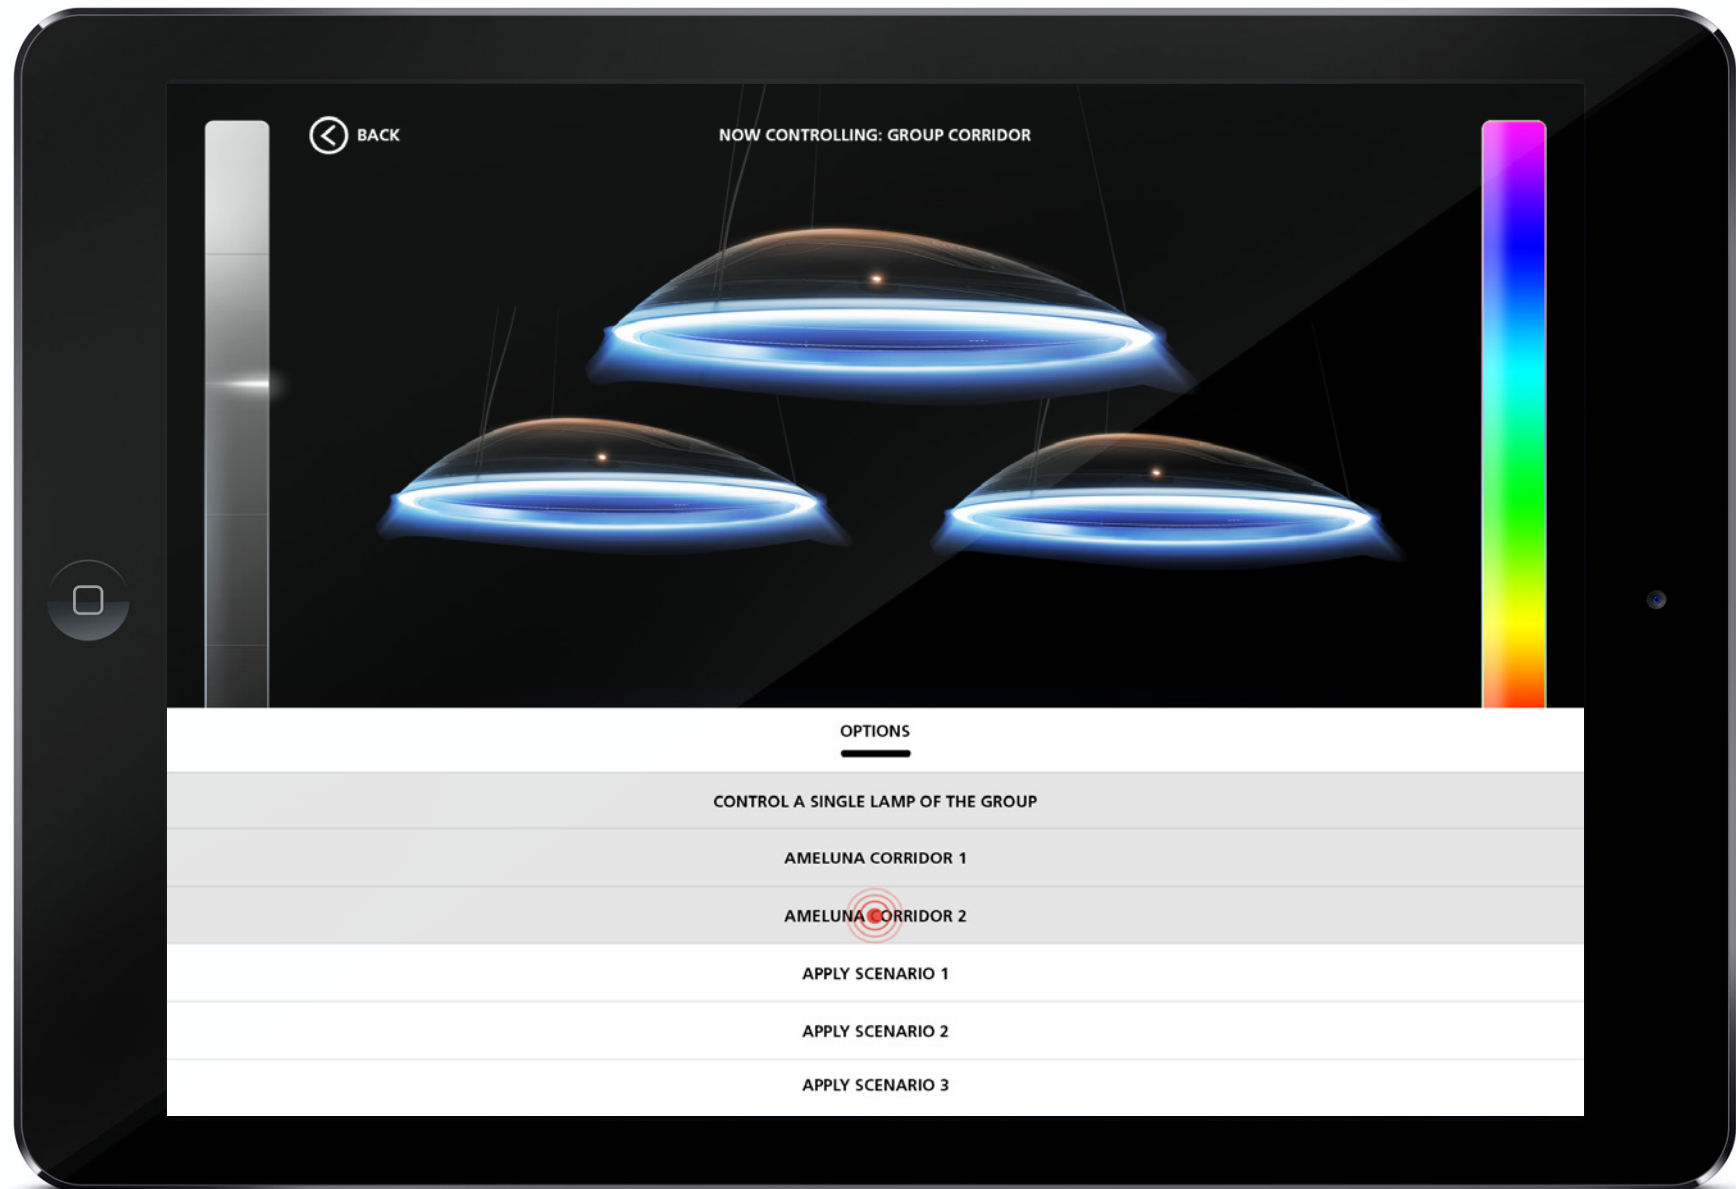 BACK
NOW CONTROLLING: GROUP CORRIDOR
OPTIONS
CONTROL A SINGLE LAMP OF THE GROUP
AMELUNA CORRIDOR 1
AMELUNA CORRIDOR 2
APPLY SCENARIO 1
APPLY SCENARIO 2
APPLY SCENARIO 3